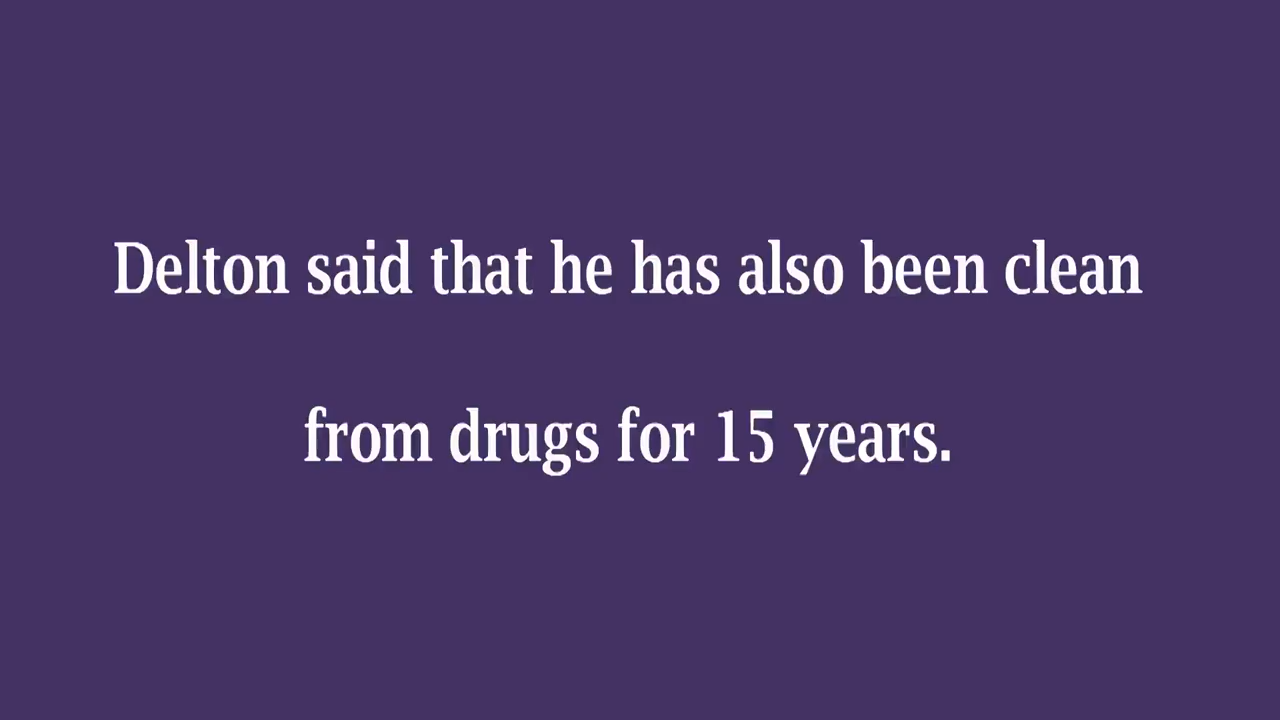 Delton said that he has also been clean
from drugs for 15 years.